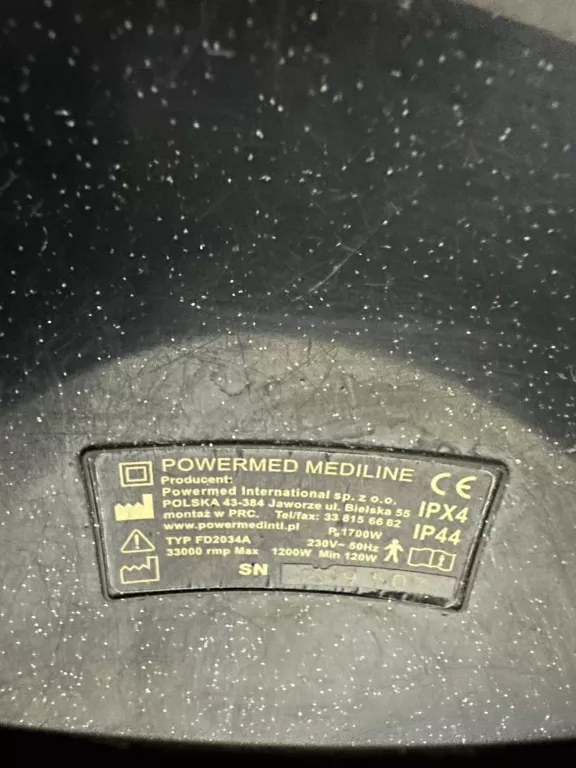 POWERMED MEDILINE
Producent:
Powermed International sp. z o.o.
POLSKA 43-384 Jaworze ul. Bielska 55
montaż w PRC. Tel/fax: 33 815 66 82
www.powermedintl.pl P. 1700W
TYP FD2034A 230V~ 50Hz
33000 rmp Max 1200W Min 120W
SN
CE
IPX4
IP44